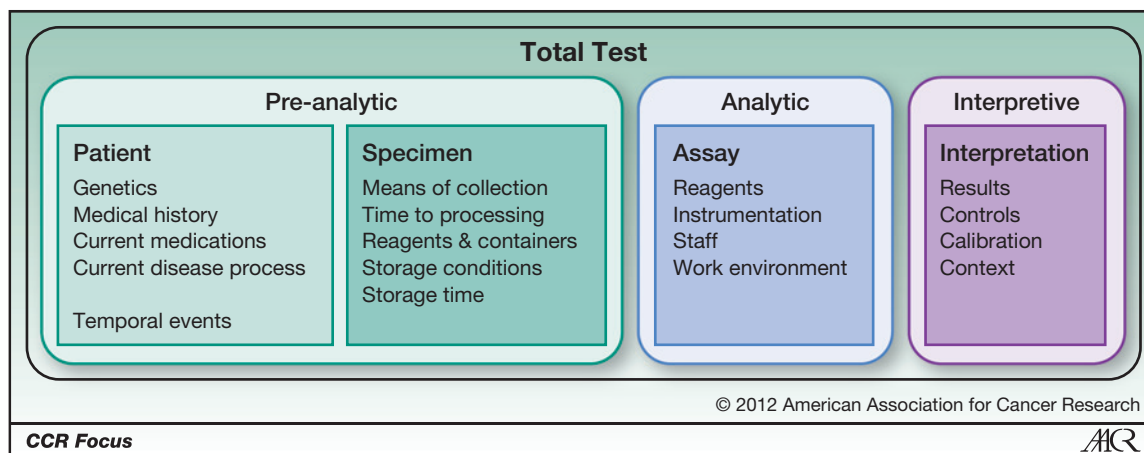 Total Test
Pre-analytic
Patient
Genetics
Medical history
Current medications
Current disease process
Temporal events
Specimen
Means of collection
Time to processing
Reagents & containers
Storage conditions
Storage time
Analytic
Assay
Reagents
Instrumentation
Staff
Work environment
Interpretive
Interpretation
Results
Controls
Calibration
Context
© 2012 American Association for Cancer Research
CCR Focus
AACR